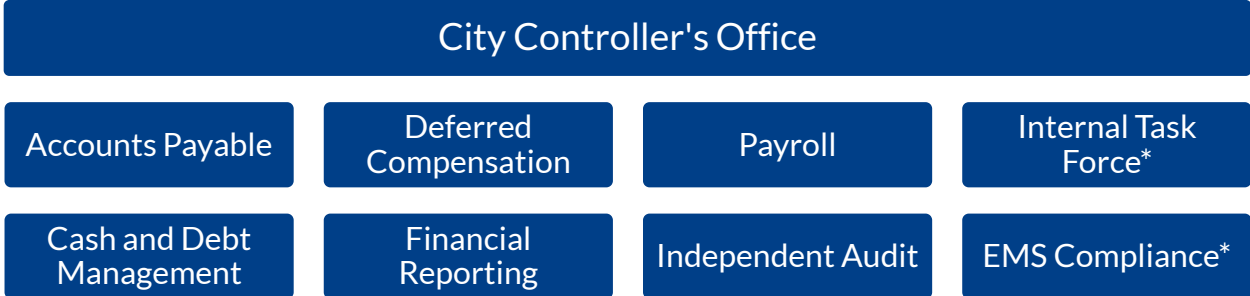 City Controller's Office
Accounts Payable
Deferred
Compensation
Payroll
Internal Task
Force*
Cash and Debt
Management
Financial
Reporting
Independent Audit
EMS Compliance*